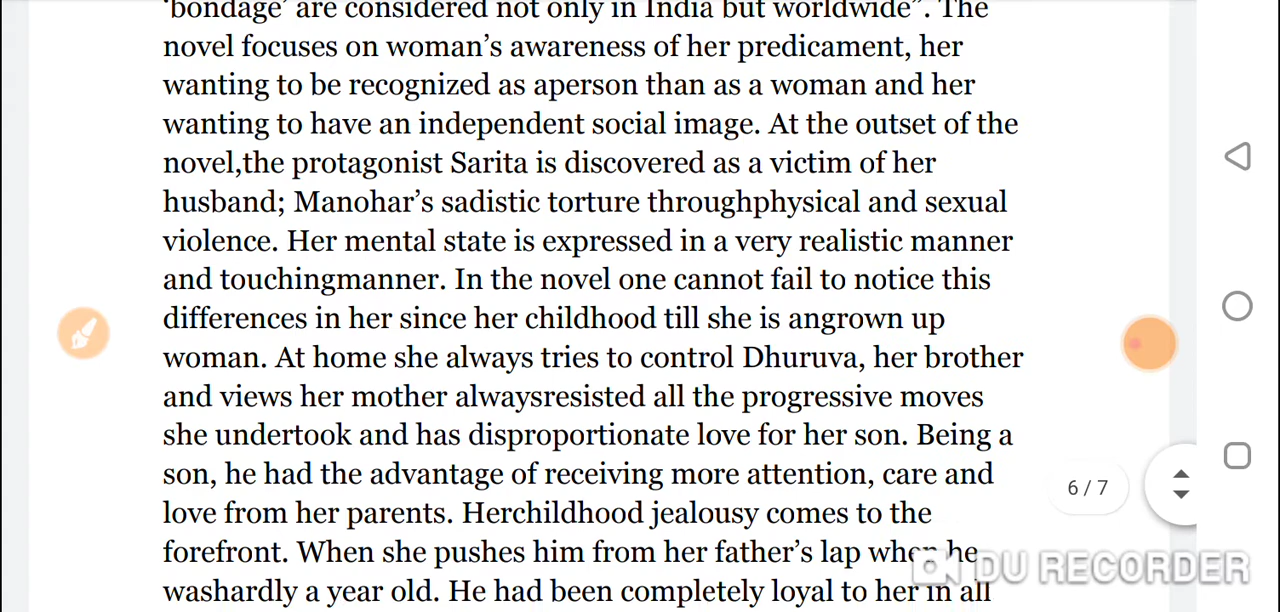 ‘bondage’ are considered not only in India but worldwide”. The
novel focuses on woman’s awareness of her predicament, her
wanting to be recognized as aperson than as a woman and her
wanting to have an independent social image. At the outset of the
novel,the protagonist Sarita is discovered as a victim of her
husband; Manohar’s sadistic torture throughphysical and sexual
violence. Her mental state is expressed in a very realistic manner
and touchingmanner. In the novel one cannot fail to notice this
differences in her since her childhood till she is angrown up
woman. At home she always tries to control Dhuruva, her brother
and views her mother alwaysresisted all the progressive moves
she undertook and has disproportionate love for her son. Being a
son, he had the advantage of receiving more attention, care and
love from her parents. Herchildhood jealousy comes to the
forefront. When she pushes him from her father’s lap when he
washardly a year old. He had been completely loyal to her in all
6 / 7
DU RECORDER